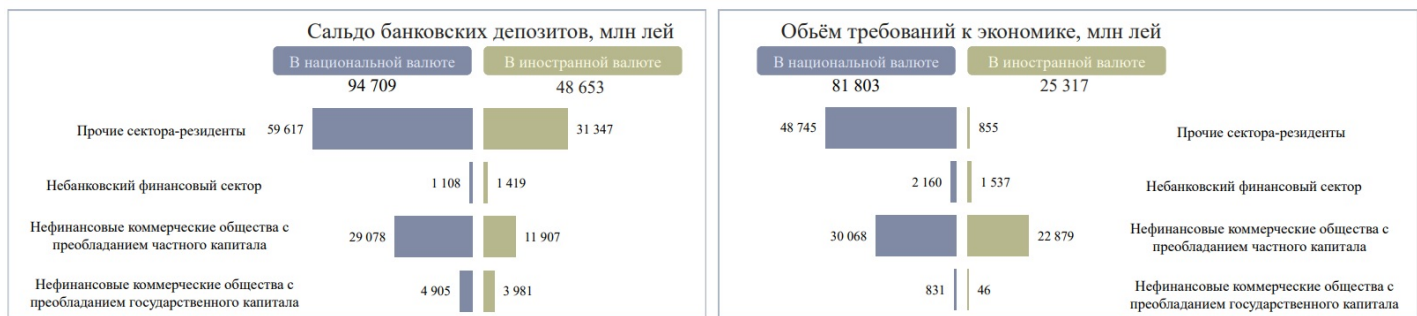 Сальдо банковских депозитов, млн лей
В национальной валюте
В иностранной валюте
94 709
48 653
Прочие сектора-резиденты
59 617
31 347
Небанковский финансовый сектор
1 108
1 419
Нефинансовые коммерческие общества с
преобладанием частного капитала
29 078
11 907
Нефинансовые коммерческие общества с
преобладанием государственного капитала
4 905
3 981
Обьём требований к экономике, млн лей
В национальной валюте
В иностранной валюте
81 803
25 317
48 745
855
Прочие сектора-резиденты
2 160
1 537
Небанковский финансовый сектор
30 068
22 879
Нефинансовые коммерческие общества с
преобладанием частного капитала
831
46
Нефинансовые коммерческие общества с
преобладанием государственного капитала